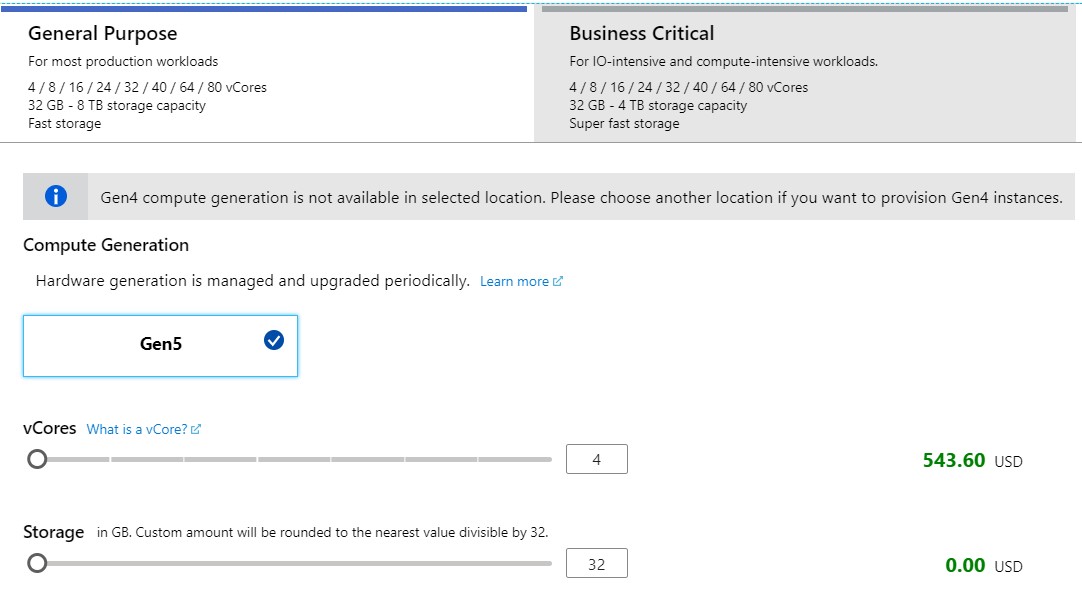 General Purpose
For most production workloads
4 / 8 / 16 / 24 / 32 / 40 / 64 / 80 vCores
32 GB - 8 TB storage capacity
Fast storage
Business Critical
For IO-intensive and compute-intensive workloads.
4 / 8 / 16 / 24 / 32 / 40 / 64 / 80 vCores
32 GB - 4 TB storage capacity
Super fast storage
Gen4 compute generation is not available in selected location. Please choose another location if you want to provision Gen4 instances.
Compute Generation
Hardware generation is managed and upgraded periodically. Learn more
Gen5
vCores What is a vCore?
4 543.60 USD
Storage in GB. Custom amount will be rounded to the nearest value divisible by 32.
32 0.00 USD